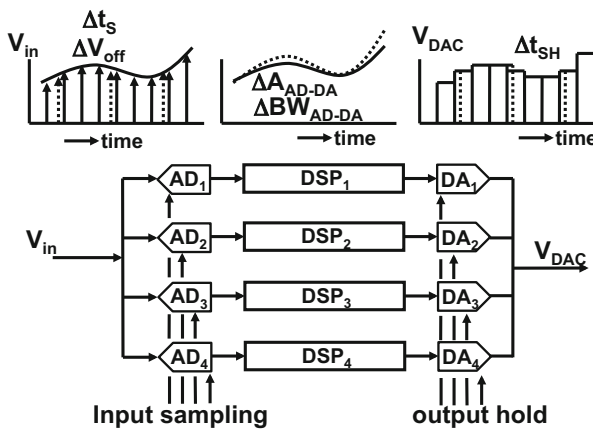 V_in
Δt_S
ΔV_off
time
ΔA_AD-DA
ΔBW_AD-DA
time
V_DAC
Δt_SH
time
AD_1 DSP_1 DA_1
AD_2 DSP_2 DA_2
V_in
V_DAC
AD_3 DSP_3 DA_3
AD_4 DSP_4 DA_4
Input sampling output hold